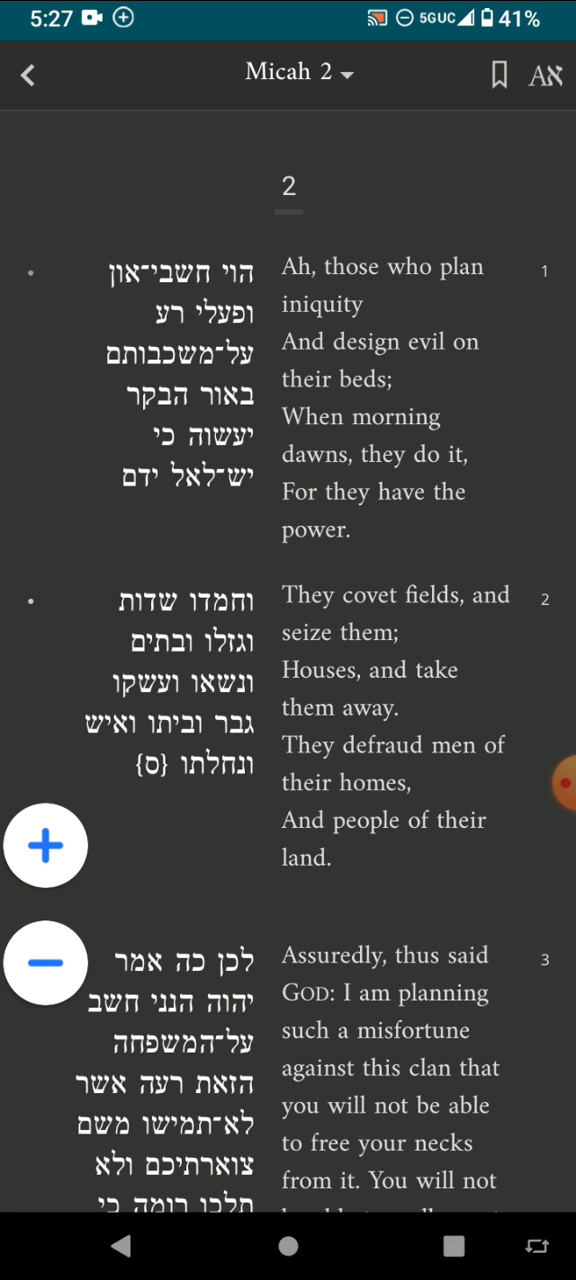 5:27
5GUC 41%
Micah 2
Aא
2
הוי חשבי־און
ופעלי רע
על־משכבותם
באור הבקר
יעשוה כי
יש־לאל ידם
Ah, those who plan
iniquity
And design evil on
their beds;
When morning
dawns, they do it,
For they have the
power.
1
וחמדו שדות
וגזלו ובתים
ונשאו ועשקו
גבר וביתו ואיש
ונחלתו {ס}
They covet fields, and
seize them;
Houses, and take
them away.
They defraud men of
their homes,
And people of their
land.
2
לכן כה אמר
יהוה הנני חשב
על־המשפחה
הזאת רעה אשר
לא־תמישו משם
צוארתיכם ולא
תלכו רומה כי
Assuredly, thus said
GOD: I am planning
such a misfortune
against this clan that
you will not be able
to free your necks
from it. You will not
3